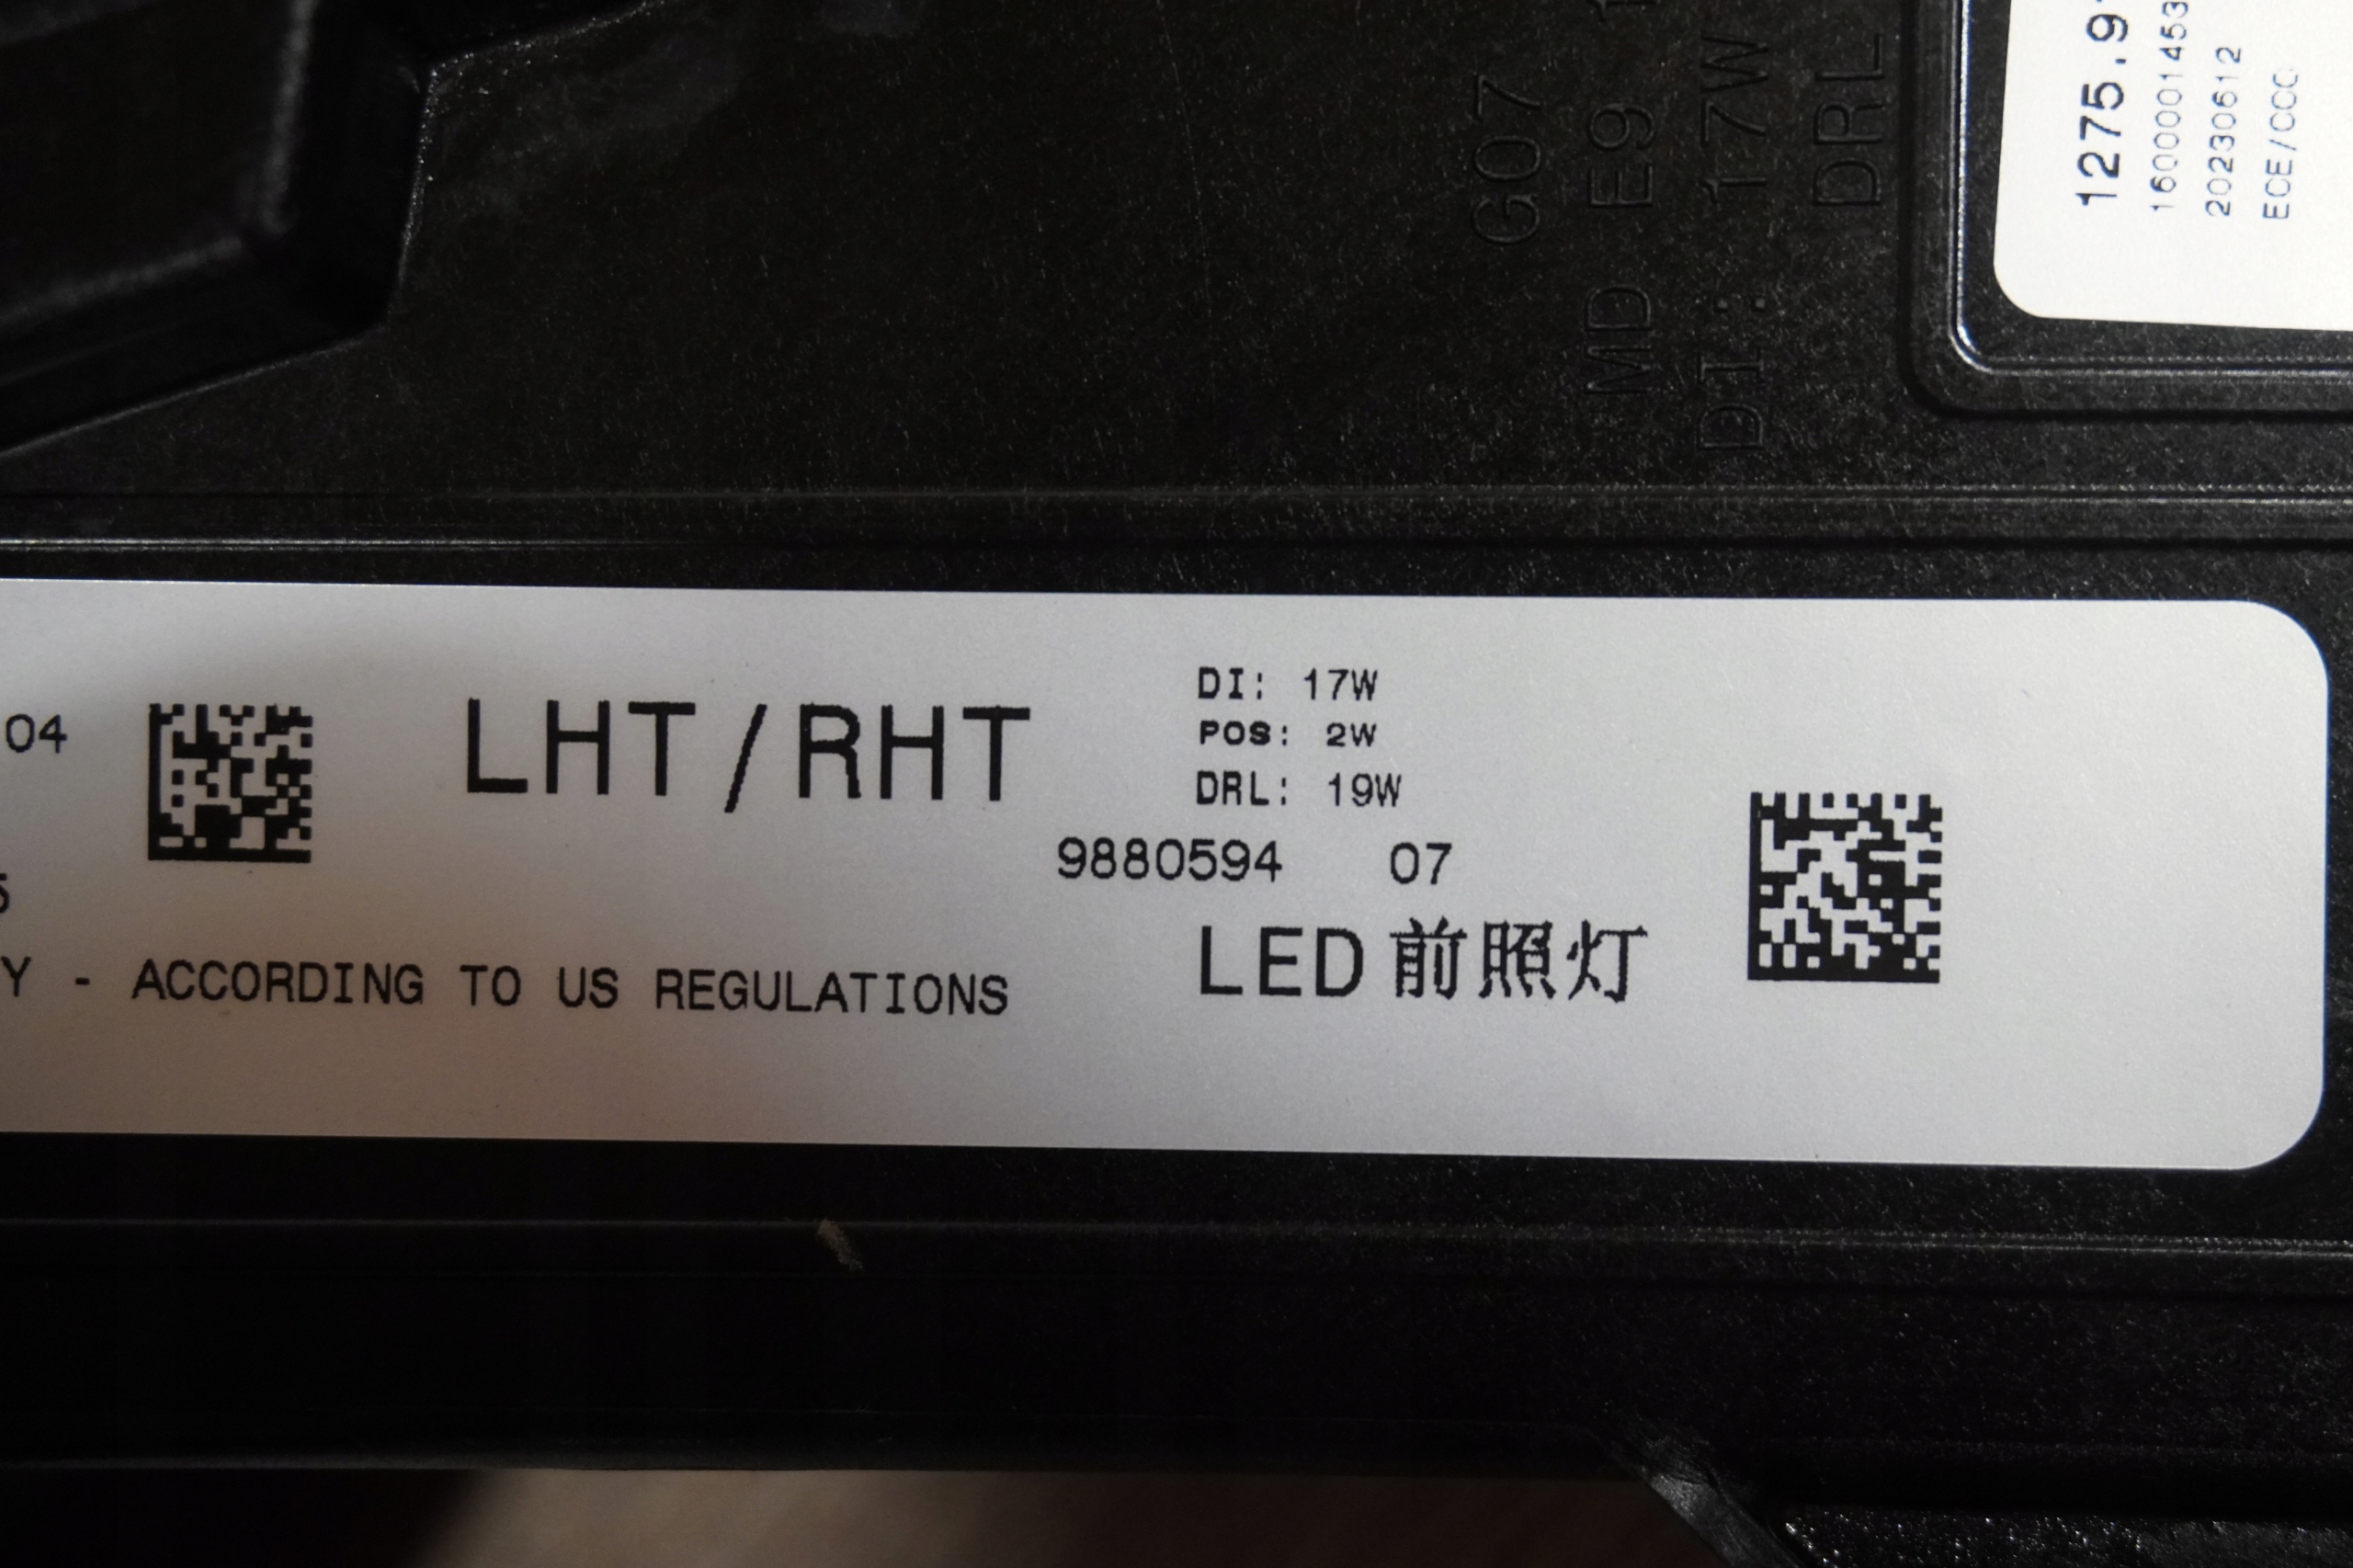 G07
MD E9
DI: 17W
DRL
1275.9
160001453
20230612
ECE/CCC
04
LHT/RHT
DI: 17W
POS: 2W
DRL: 19W
9880594 07
LED前照灯
Y - ACCORDING TO US REGULATIONS